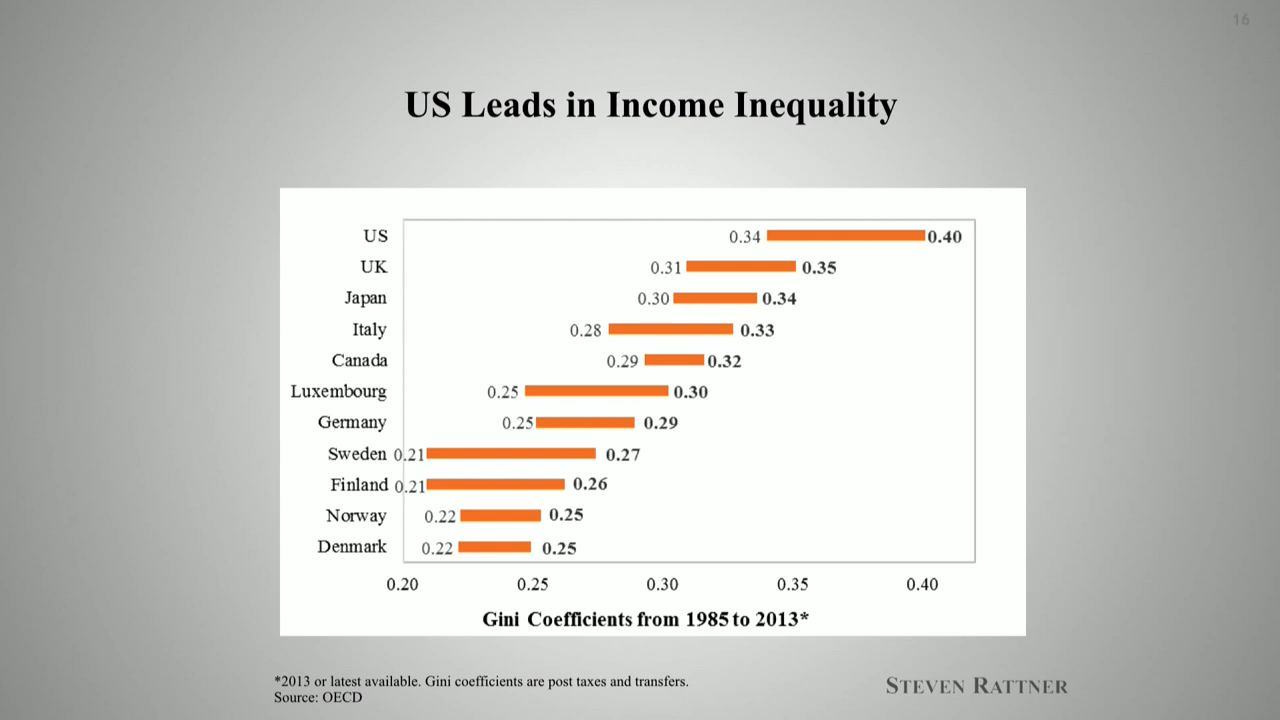 16
US Leads in Income Inequality
US 0.34 0.40
UK 0.31 0.35
Japan 0.30 0.34
Italy 0.28 0.33
Canada 0.29 0.32
Luxembourg 0.25 0.30
Germany 0.25 0.29
Sweden 0.21 0.27
Finland 0.21 0.26
Norway 0.22 0.25
Denmark 0.22 0.25
0.20 0.25 0.30 0.35 0.40
Gini Coefficients from 1985 to 2013*
*2013 or latest available. Gini coefficients are post taxes and transfers.
Source: OECD
STEVEN RATTNER